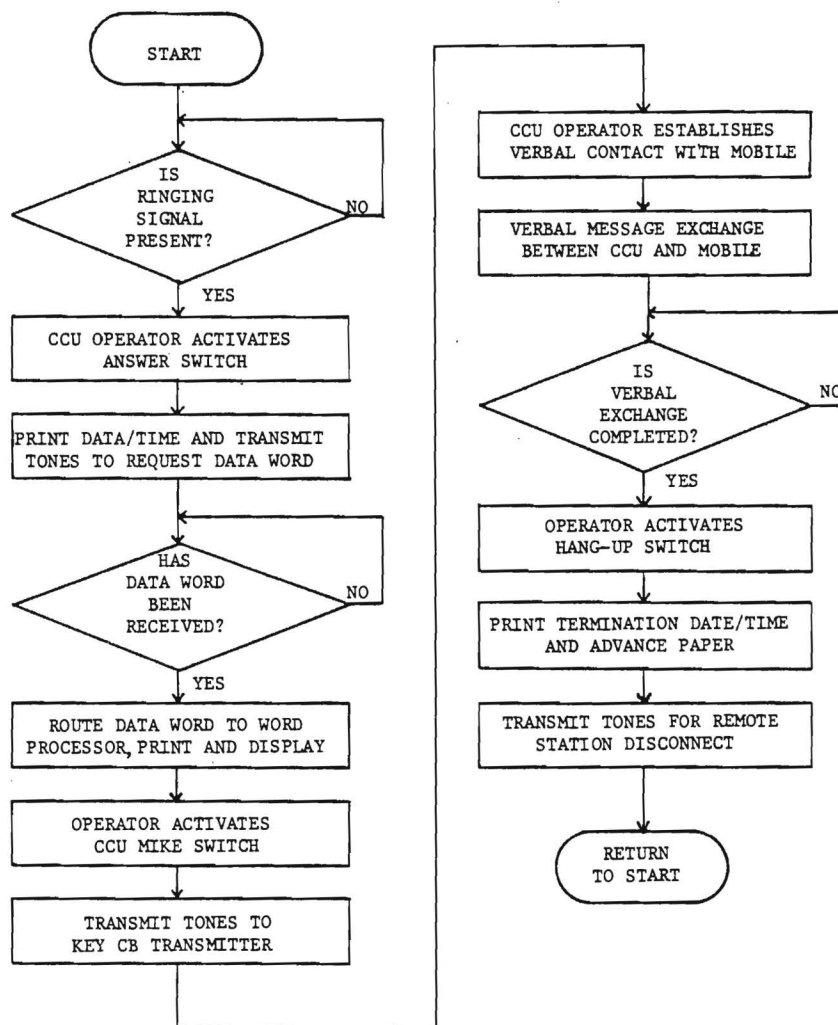 START
IS
RINGING
SIGNAL
PRESENT?
NO
YES
CCU OPERATOR ACTIVATES
ANSWER SWITCH
PRINT DATA/TIME AND TRANSMIT
TONES TO REQUEST DATA WORD
HAS
DATA WORD
BEEN
RECEIVED?
NO
YES
ROUTE DATA WORD TO WORD
PROCESSOR, PRINT AND DISPLAY
OPERATOR ACTIVATES
CCU MIKE SWITCH
TRANSMIT TONES TO
KEY CB TRANSMITTER
CCU OPERATOR ESTABLISHES
VERBAL CONTACT WITH MOBILE
VERBAL MESSAGE EXCHANGE
BETWEEN CCU AND MOBILE
IS
VERBAL
EXCHANGE
COMPLETED?
NO
YES
OPERATOR ACTIVATES
HANG-UP SWITCH
PRINT TERMINATION DATE/TIME
AND ADVANCE PAPER
TRANSMIT TONES FOR REMOTE
STATION DISCONNECT
RETURN
TO START